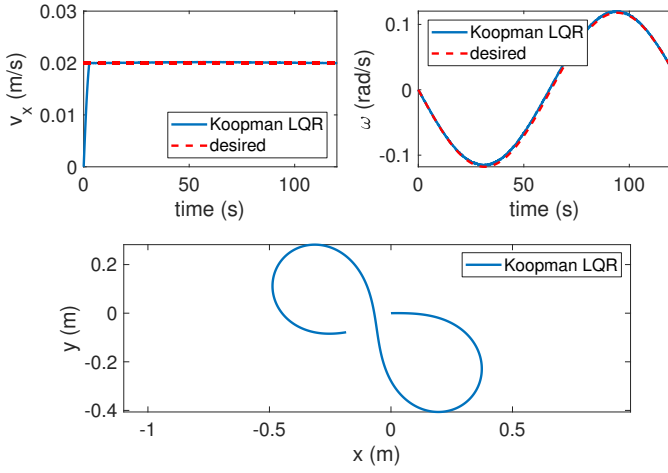 0.03
0.02
0.01
0
v_x (m/s)
Koopman LQR
desired
0 50 100
time (s)
0.1
0
-0.1
ω (rad/s)
Koopman LQR
desired
0 50 100
time (s)
0.2
0
-0.2
-0.4
y (m)
Koopman LQR
-1 -0.5 0 0.5
x (m)